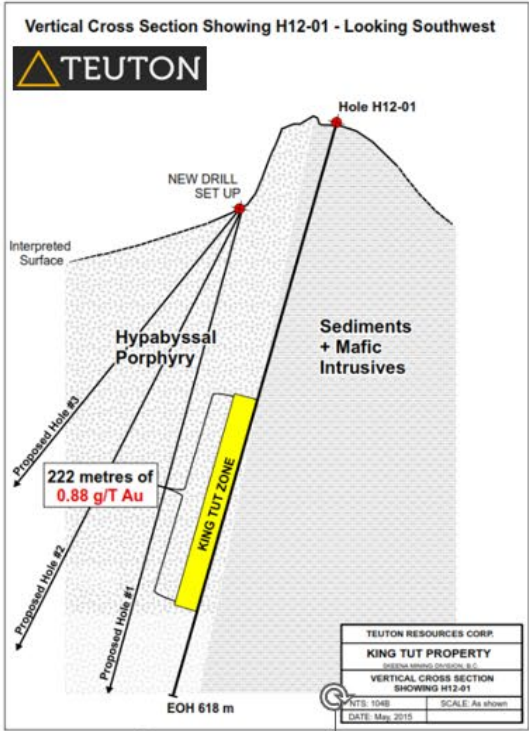 Vertical Cross Section Showing H12-01 - Looking Southwest
TEUTON
Hole H12-01
NEW DRILL
SET UP
Interpreted
Surface
Hypabyssal
Porphyry
Sediments
+ Mafic
Intrusives
Proposed Hole #3
222 metres of
0.88 g/T Au
KING TUT ZONE
Proposed Hole #2
Proposed Hole #1
EOH 618 m
TEUTON RESOURCES CORP.
KING TUT PROPERTY
SKEENA MINING DIVISION, B.C.
VERTICAL CROSS SECTION
SHOWING H12-01
NTS: 104B
SCALE: As shown
DATE: May, 2015